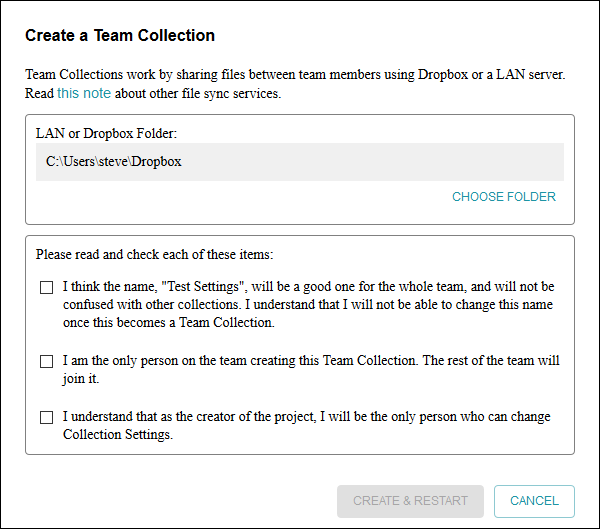 Create a Team Collection
Team Collections work by sharing files between team members using Dropbox or a LAN server.
Read this note about other file sync services.
LAN or Dropbox Folder:
C:\Users\steve\Dropbox
CHOOSE FOLDER
Please read and check each of these items:
I think the name, "Test Settings", will be a good one for the whole team, and will not be
confused with other collections. I understand that I will not be able to change this name
once this becomes a Team Collection.
I am the only person on the team creating this Team Collection. The rest of the team will
join it.
I understand that as the creator of the project, I will be the only person who can change
Collection Settings.
CREATE & RESTART
CANCEL